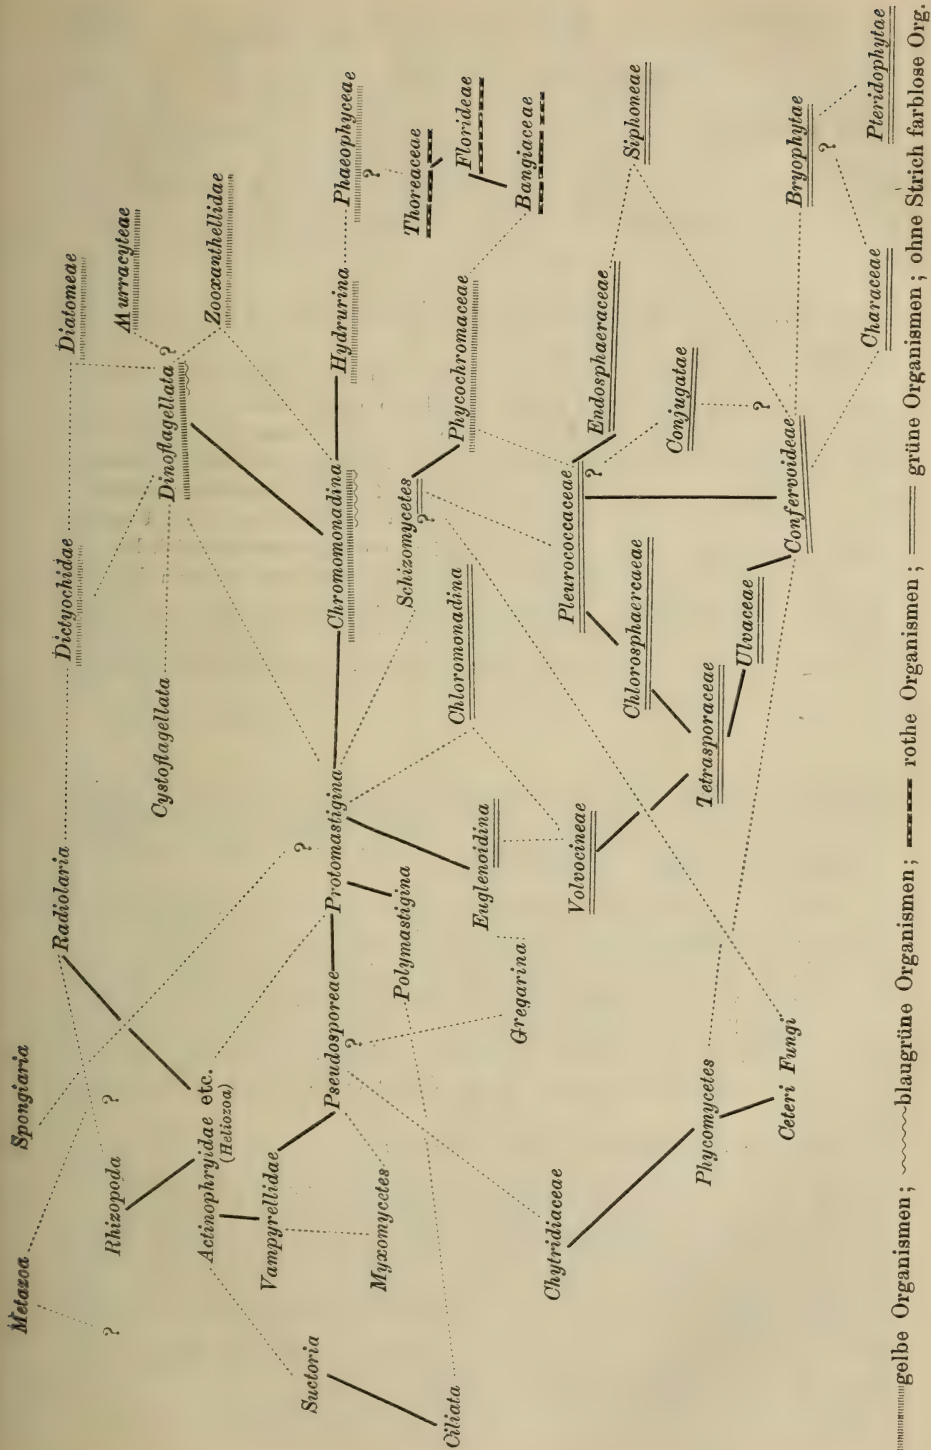 Metazoa
?
Spongiaria
Rhizopoda
?
Radiolaria
Dictyochidae
Diatomeae
Murracyteae
Zooxanthellidae
Cystoflagellata
Dinoflagellata
?
Actinophryidae etc.
(Heliozoa)
Vampyrellidae
Suctoria
Ciliata
Myxomycetes
Pseudosporeae
?
Protomastigina
?
Polymastigina
Chromomonadina
Hydrurina
Phaeophyceae
?
Thoreaceae
Florideae
Bangiaceae
Schizomycetes
?
Phycochromaceae
Chloromonadina
Euglenoidina
Gregarina
Chytridiaceae
Volvocineae
Pleurococcaceae
?
Endosphaeraceae
Siphoneae
Conjugatae
?
Chlorosphaercaeae
Tetrasporaceae
Ulvaceae
Confervoideae
Phycomycetes
Ceteri Fungi
Bryophytae
?
Characeae
Pteridophytae
gelbe Organismen; blaugrüne Organismen; rothe Organismen; grüne Organismen; ohne Strich farblose Org.